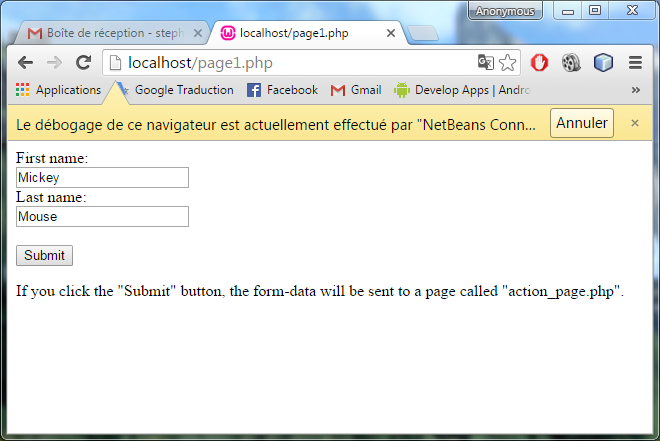 Anonymous
Boîte de réception - steph
localhost/page1.php
localhost/page1.php
Applications Google Traduction Facebook Gmail Develop Apps | Andro »
Le débogage de ce navigateur est actuellement effectué par "NetBeans Conn... Annuler
First name:
Mickey
Last name:
Mouse
Submit
If you click the "Submit" button, the form-data will be sent to a page called "action_page.php".